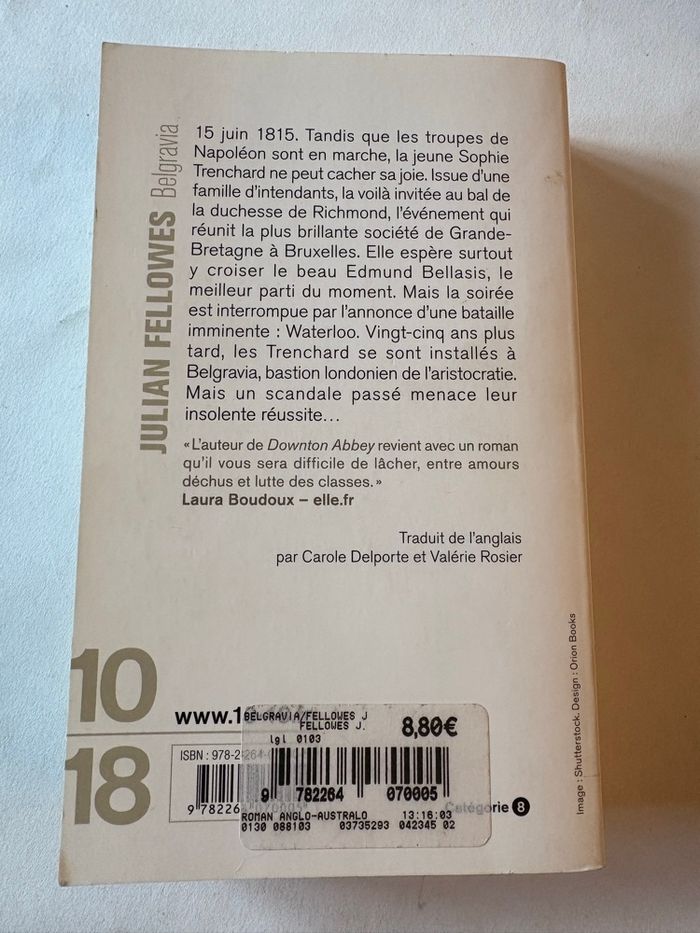 JULIAN FELLOWES Belgravia
15 juin 1815. Tandis que les troupes de
Napoléon sont en marche, la jeune Sophie
Trenchard ne peut cacher sa joie. Issue d'une
famille d'intendants, la voilà invitée au bal de
la duchesse de Richmond, l'événement qui
réunit la plus brillante société de Grande-
Bretagne à Bruxelles. Elle espère surtout
y croiser le beau Edmund Bellasis, le
meilleur parti du moment. Mais la soirée
est interrompue par l'annonce d'une bataille
imminente : Waterloo. Vingt-cinq ans plus
tard, les Trenchard se sont installés à
Belgravia, bastion londonien de l'aristocratie.
Mais un scandale passé menace leur
insolente réussite…
« L'auteur de Downton Abbey revient avec un roman
qu'il vous sera difficile de lâcher, entre amours
déchus et lutte des classes. »
Laura Boudoux – elle.fr
Traduit de l'anglais
par Carole Delporte et Valérie Rosier
10
18
www.1
BELGRAVIA/FELLOWES J
FELLOWES J.
8,80€
lgl 0103
ISBN : 978-2-264-
9 782264 070005
9 78226
Catégorie 8
ROMAN ANGLO-AUSTRALO 13:16:03
0130 088103 03735293 042345 02
Image : Shutterstock. Design : Orion Books